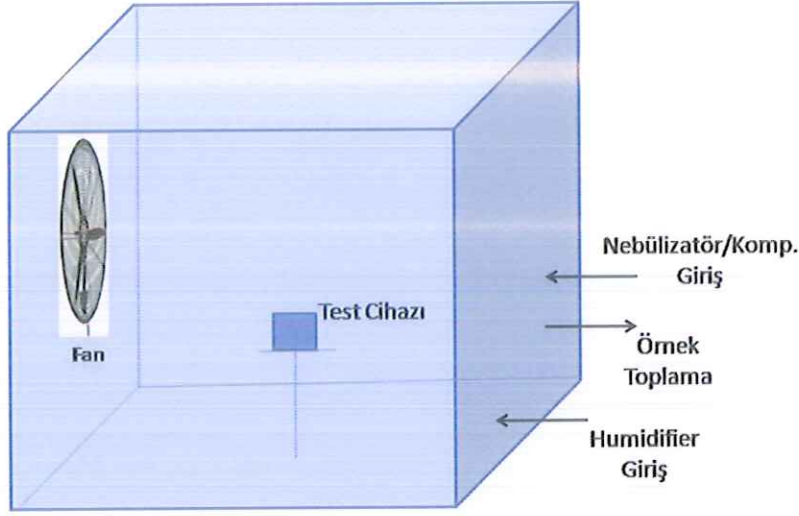 Nebülizatör/Komp.
Giriş
Test Cihazı
Örnek
Toplama
Fan
Humidifier
Giriş